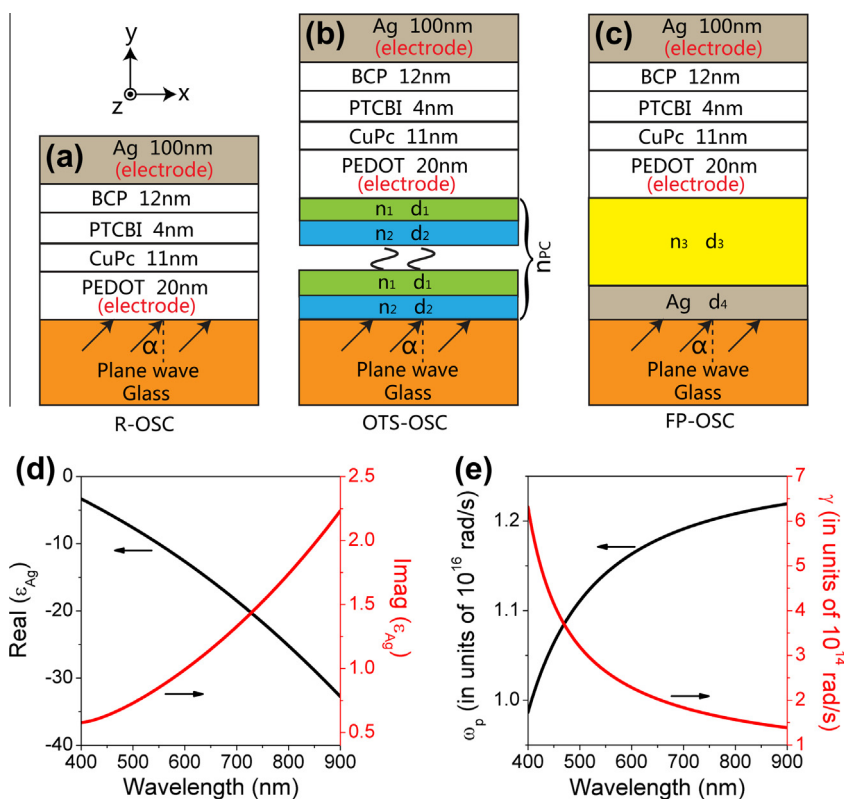 y
x
z
(a)
Ag 100nm
(electrode)
BCP 12nm
PTCBI 4nm
CuPc 11nm
PEDOT 20nm
(electrode)
α
Plane wave
Glass
R-OSC
(b)
Ag 100nm
(electrode)
BCP 12nm
PTCBI 4nm
CuPc 11nm
PEDOT 20nm
(electrode)
n₁ d₁
n₂ d₂
n₁ d₁
n₂ d₂
nPC
α
Plane wave
Glass
OTS-OSC
(c)
Ag 100nm
(electrode)
BCP 12nm
PTCBI 4nm
CuPc 11nm
PEDOT 20nm
(electrode)
n₃ d₃
Ag d₄
α
Plane wave
Glass
FP-OSC
(d)
Real (εAg)
0
-10
-20
-30
-40
Imag (εAg)
2.5
2.0
1.5
1.0
0.5
400 500 600 700 800 900
Wavelength (nm)
(e)
ωp (in units of 10¹⁶ rad/s)
1.2
1.1
1.0
γ (in units of 10¹⁴ rad/s)
7
6
5
4
3
2
1
400 500 600 700 800 900
Wavelength (nm)